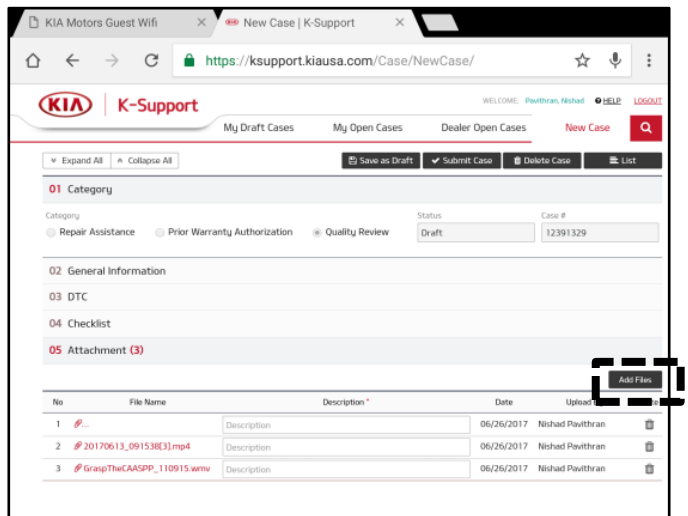 KIA Motors Guest Wifi
New Case | K-Support
https://ksupport.kiausa.com/Case/NewCase/
KIA K-Support
WELCOME, Pavithran, Nishad HELP LOGOUT
My Draft Cases My Open Cases Dealer Open Cases New Case
Expand All Collapse All Save as Draft Submit Case Delete Case List
01 Category
Category Status Case #
Repair Assistance Prior Warranty Authorization Quality Review Draft 12391329
02 General Information
03 DTC
04 Checklist
05 Attachment (3)
Add Files
No File Name Description * Date Upload
1 ... Description 06/26/2017 Nishad Pavithran
2 20170613_091538[3].mp4 Description 06/26/2017 Nishad Pavithran
3 GraspTheCAASPP_110915.wmv Description 06/26/2017 Nishad Pavithran